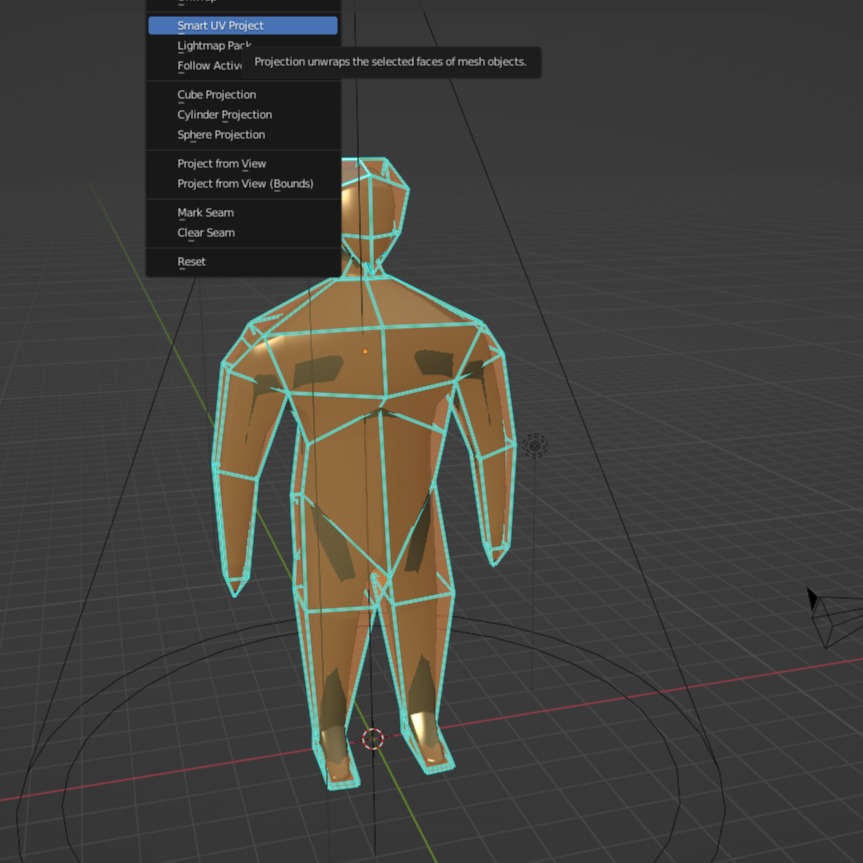 Smart UV Project
Lightmap Pack
Follow Active
Projection unwraps the selected faces of mesh objects.
Cube Projection
Cylinder Projection
Sphere Projection
Project from View
Project from View (Bounds)
Mark Seam
Clear Seam
Reset